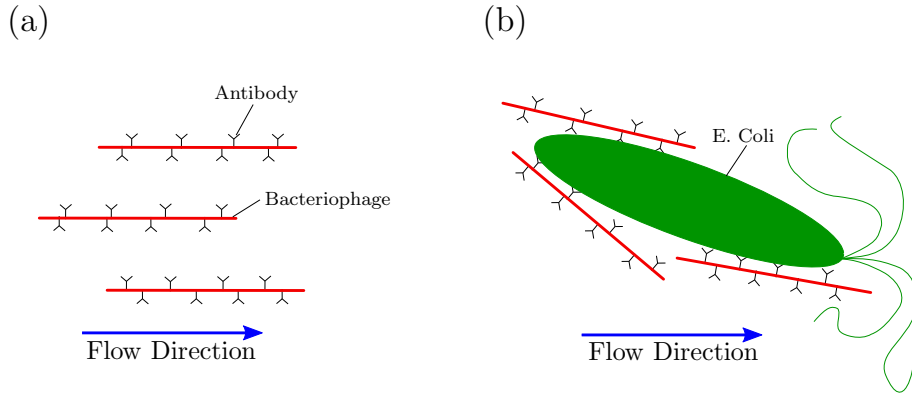 (a)
Antibody
Bacteriophage
Flow Direction
(b)
E. Coli
Flow Direction